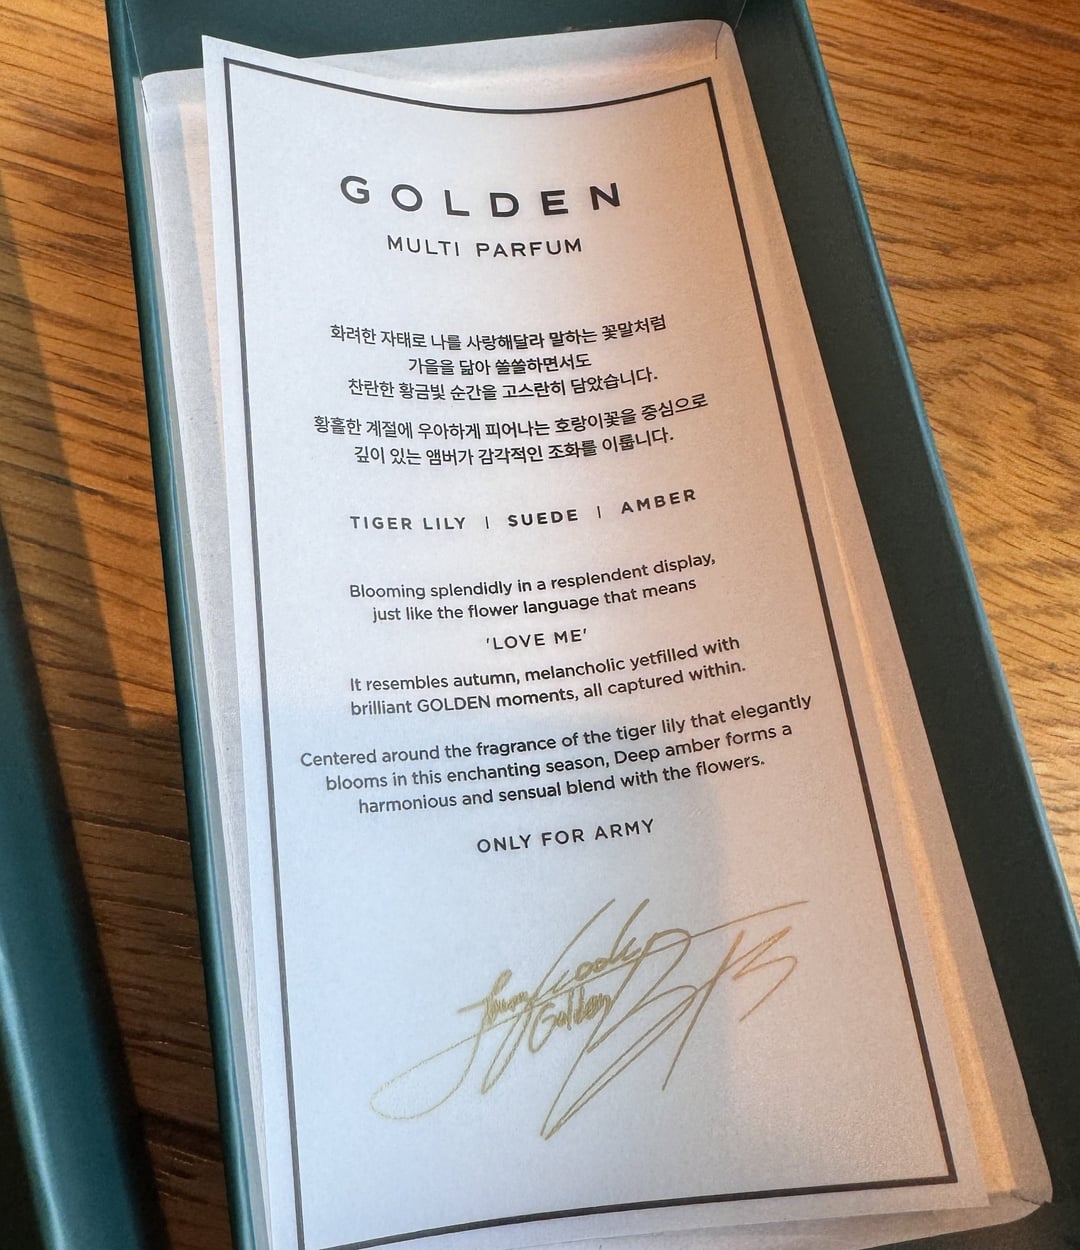 GOLDEN
MULTI PARFUM
화려한 자태로 나를 사랑해달라 말하는 꽃말처럼
가을을 닮아 쓸쓸하면서도
찬란한 황금빛 순간을 고스란히 담았습니다.
황홀한 계절에 우아하게 피어나는 호랑이꽃을 중심으로
깊이 있는 앰버가 감각적인 조화를 이룹니다.
TIGER LILY | SUEDE | AMBER
Blooming splendidly in a resplendent display,
just like the flower language that means
'LOVE ME'
It resembles autumn, melancholic yetfilled with
brilliant GOLDEN moments, all captured within.
Centered around the fragrance of the tiger lily that elegantly
blooms in this enchanting season, Deep amber forms a
harmonious and sensual blend with the flowers.
ONLY FOR ARMY
Jung Kook
Golden